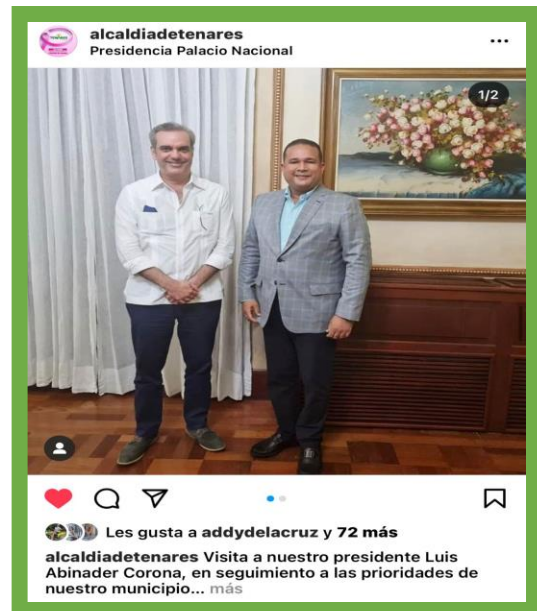 alcaldiadetenares
Presidencia Palacio Nacional
1/2
Les gusta a addydelacruz y 72 más
alcaldiadetenares Visita a nuestro presidente Luis
Abinader Corona, en seguimiento a las prioridades de
nuestro municipio... más